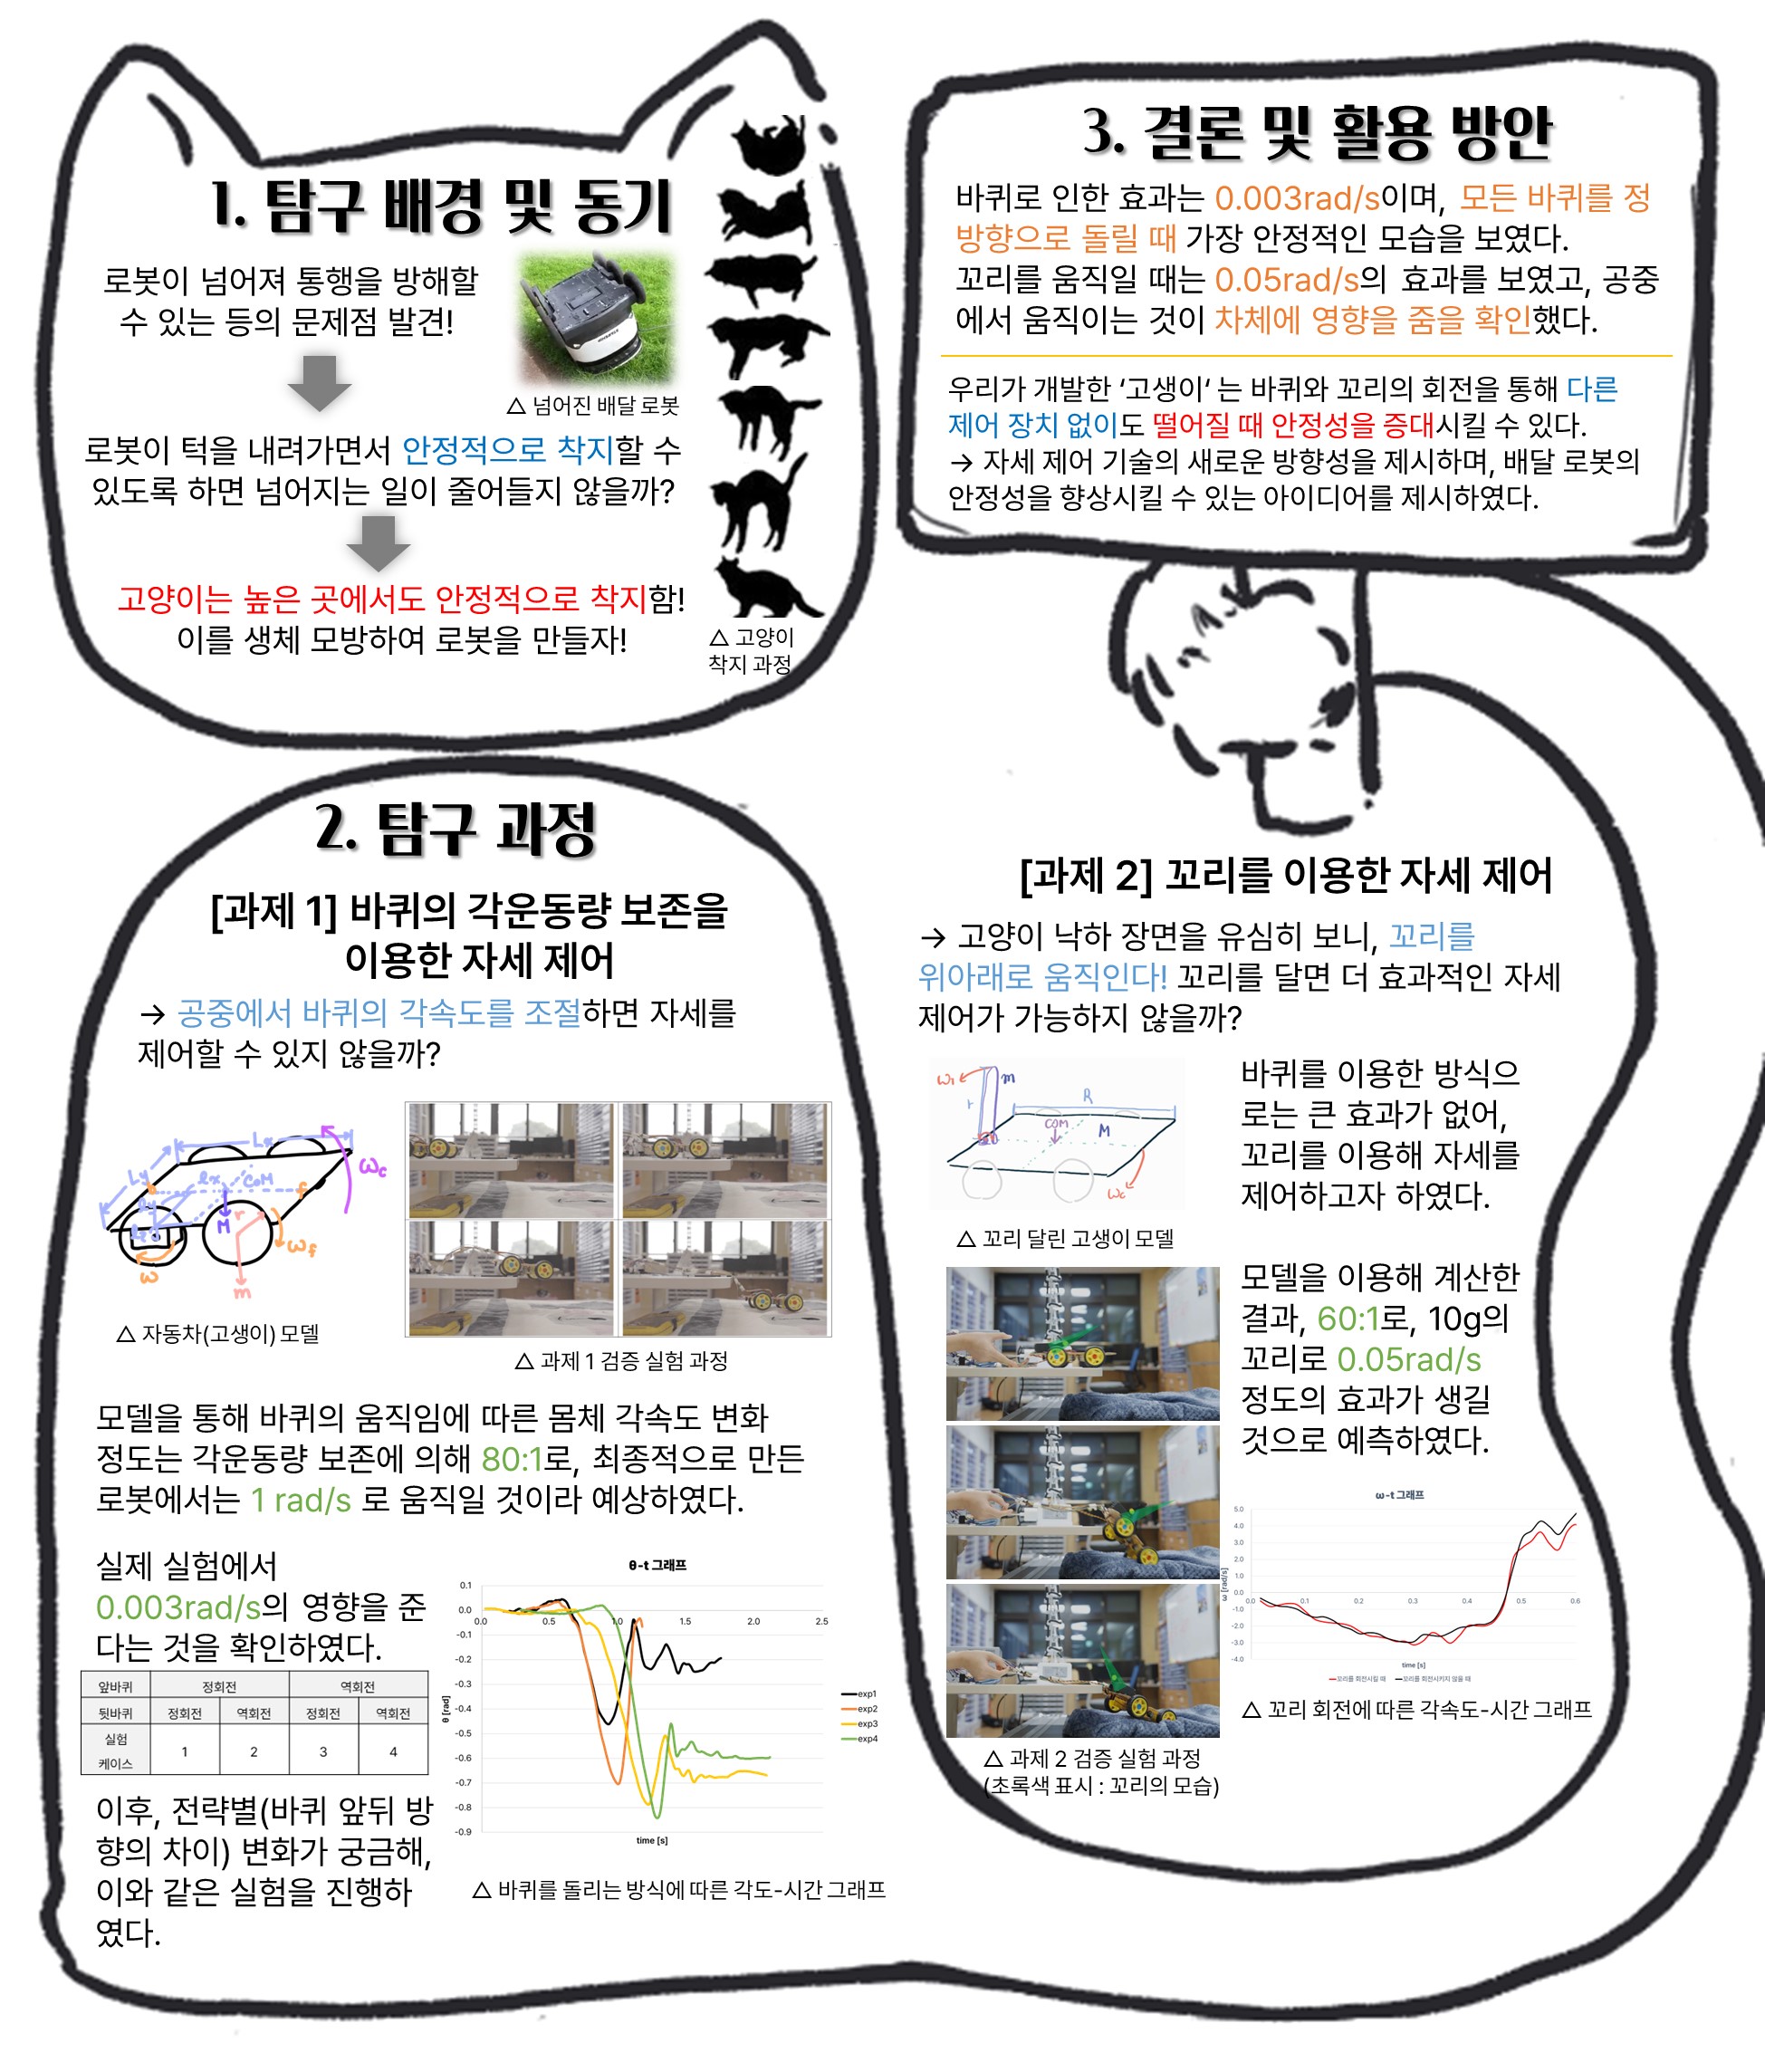 1. 탐구 배경 및 동기
로봇이 넘어져 통행을 방해할
수 있는 등의 문제점 발견!
△ 넘어진 배달 로봇
로봇이 턱을 내려가면서 안정적으로 착지할 수
있도록 하면 넘어지는 일이 줄어들지 않을까?
고양이는 높은 곳에서도 안정적으로 착지함!
이를 생체 모방하여 로봇을 만들자!
△ 고양이
착지 과정
2. 탐구 과정
[과제 1] 바퀴의 각운동량 보존을
이용한 자세 제어
→ 공중에서 바퀴의 각속도를 조절하면 자세를
제어할 수 있지 않을까?
Lx
ωc
Ly
lx
COM
f
r
M
ωf
ω
m
△ 자동차(고생이) 모델
△ 과제 1 검증 실험 과정
모델을 통해 바퀴의 움직임에 따른 몸체 각속도 변화
정도는 각운동량 보존에 의해 80:1로, 최종적으로 만든
로봇에서는 1 rad/s 로 움직일 것이라 예상하였다.
실제 실험에서
0.003rad/s의 영향을 준
다는 것을 확인하였다.
앞바퀴 정회전 역회전
뒷바퀴 정회전 역회전 정회전 역회전
실험
케이스 1 2 3 4
이후, 전략별(바퀴 앞뒤 방
향의 차이) 변화가 궁금해,
이와 같은 실험을 진행하
였다.
θ-t 그래프
0.1
0.0
-0.1
-0.2
-0.3
-0.4
-0.5
-0.6
-0.7
-0.8
-0.9
0.0 0.5 1.0 1.5 2.0 2.5
θ [rad]
time [s]
exp1
exp2
exp3
exp4
△ 바퀴를 돌리는 방식에 따른 각도-시간 그래프
[과제 2] 꼬리를 이용한 자세 제어
→ 고양이 낙하 장면을 유심히 보니, 꼬리를
위아래로 움직인다! 꼬리를 달면 더 효과적인 자세
제어가 가능하지 않을까?
ω1
m
r
R
COM
M
ωc
△ 꼬리 달린 고생이 모델
바퀴를 이용한 방식으
로는 큰 효과가 없어,
꼬리를 이용해 자세를
제어하고자 하였다.
모델을 이용해 계산한
결과, 60:1로, 10g의
꼬리로 0.05rad/s
정도의 효과가 생길
것으로 예측하였다.
△ 과제 2 검증 실험 과정
(초록색 표시 : 꼬리의 모습)
ω-t 그래프
5.0
4.0
3.0
2.0
1.0
0.0
-1.0
-2.0
-3.0
-4.0
0.0 0.1 0.2 0.3 0.4 0.5 0.6
ω [rad/s]
time [s]
꼬리를 회전시킬 때 꼬리를 회전시키지 않을 때
△ 꼬리 회전에 따른 각속도-시간 그래프
3. 결론 및 활용 방안
바퀴로 인한 효과는 0.003rad/s이며, 모든 바퀴를 정
방향으로 돌릴 때 가장 안정적인 모습을 보였다.
꼬리를 움직일 때는 0.05rad/s의 효과를 보였고, 공중
에서 움직이는 것이 차체에 영향을 줌을 확인했다.
우리가 개발한 ‘고생이‘ 는 바퀴와 꼬리의 회전을 통해 다른
제어 장치 없이도 떨어질 때 안정성을 증대시킬 수 있다.
→ 자세 제어 기술의 새로운 방향성을 제시하며, 배달 로봇의
안정성을 향상시킬 수 있는 아이디어를 제시하였다.